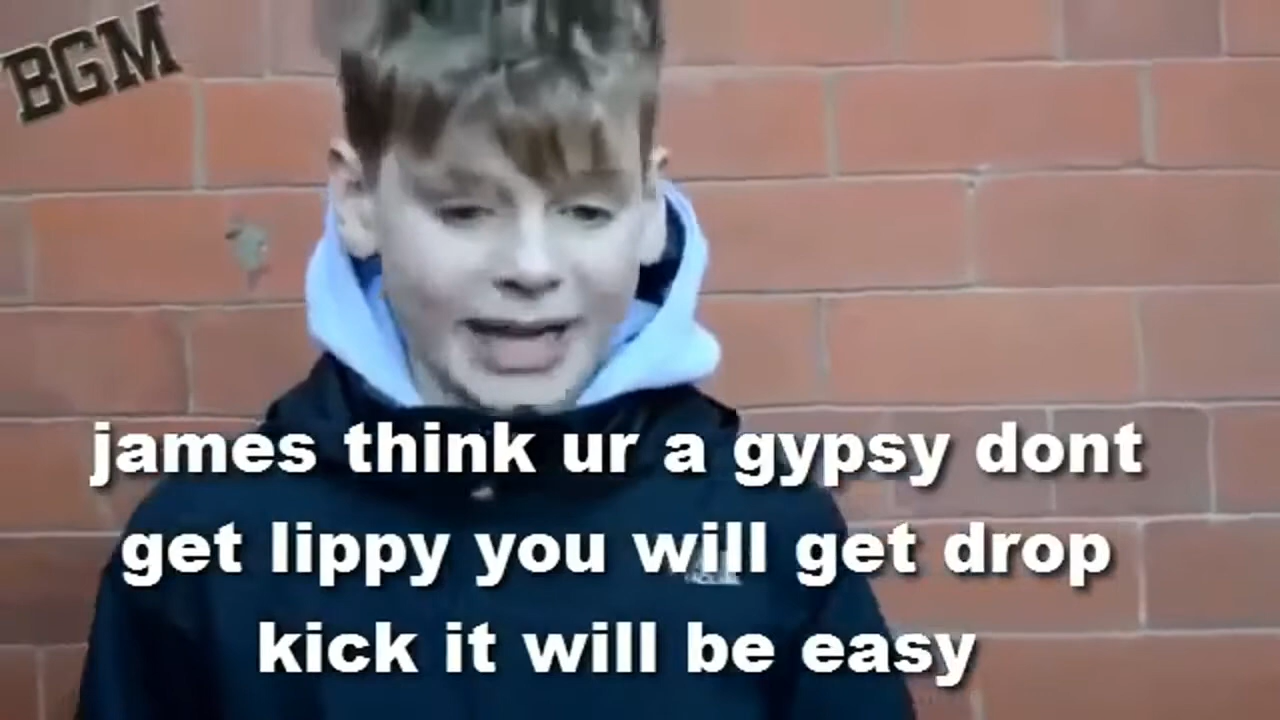 BGM
james think ur a gypsy dont
get lippy you will get drop
kick it will be easy